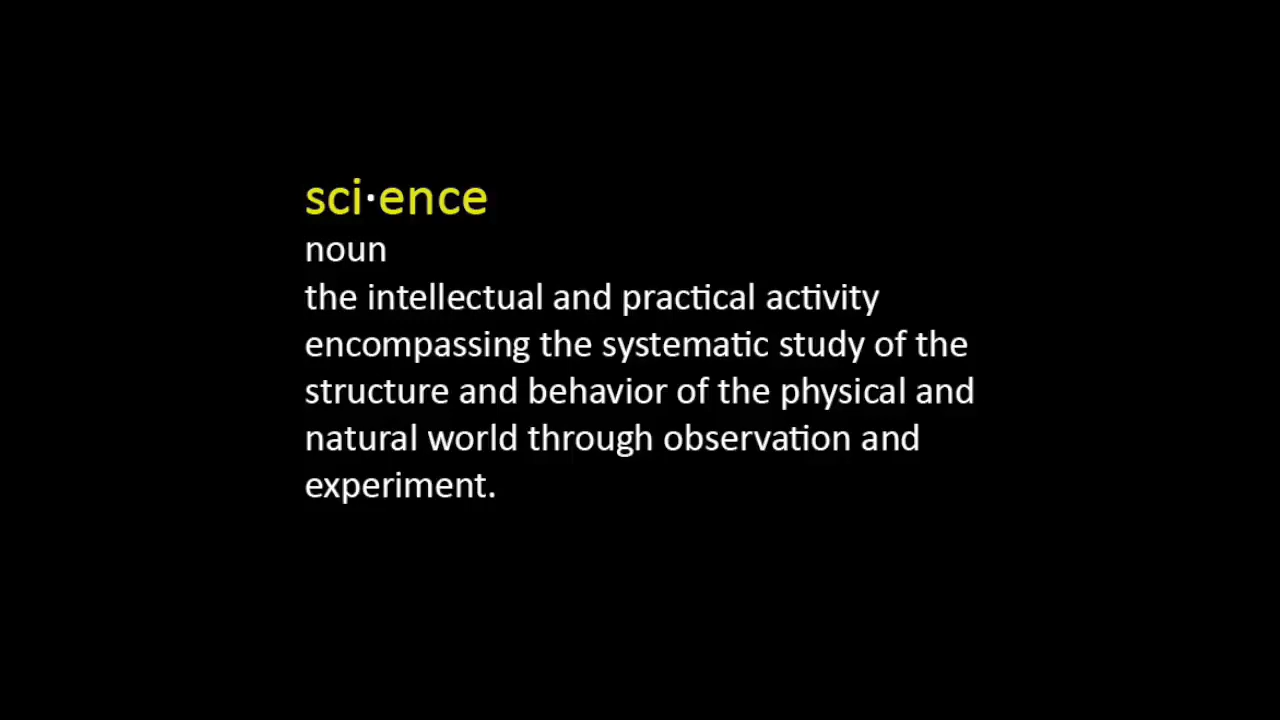 sci·ence
noun
the intellectual and practical activity
encompassing the systematic study of the
structure and behavior of the physical and
natural world through observation and
experiment.